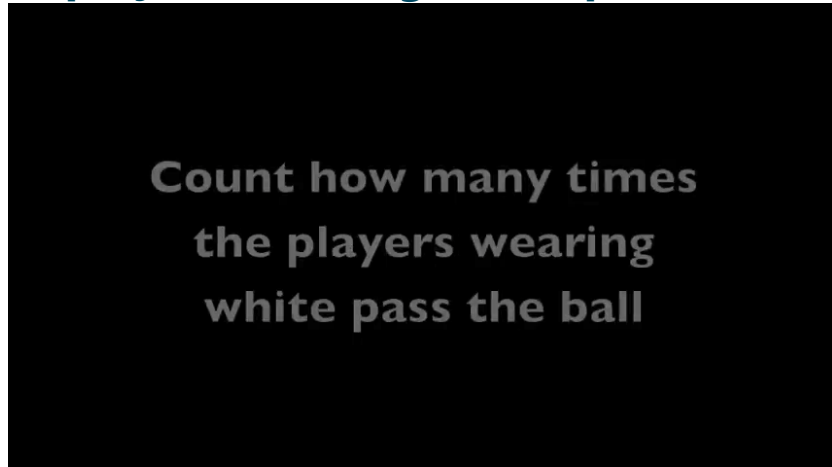 Count how many times
the players wearing
white pass the ball